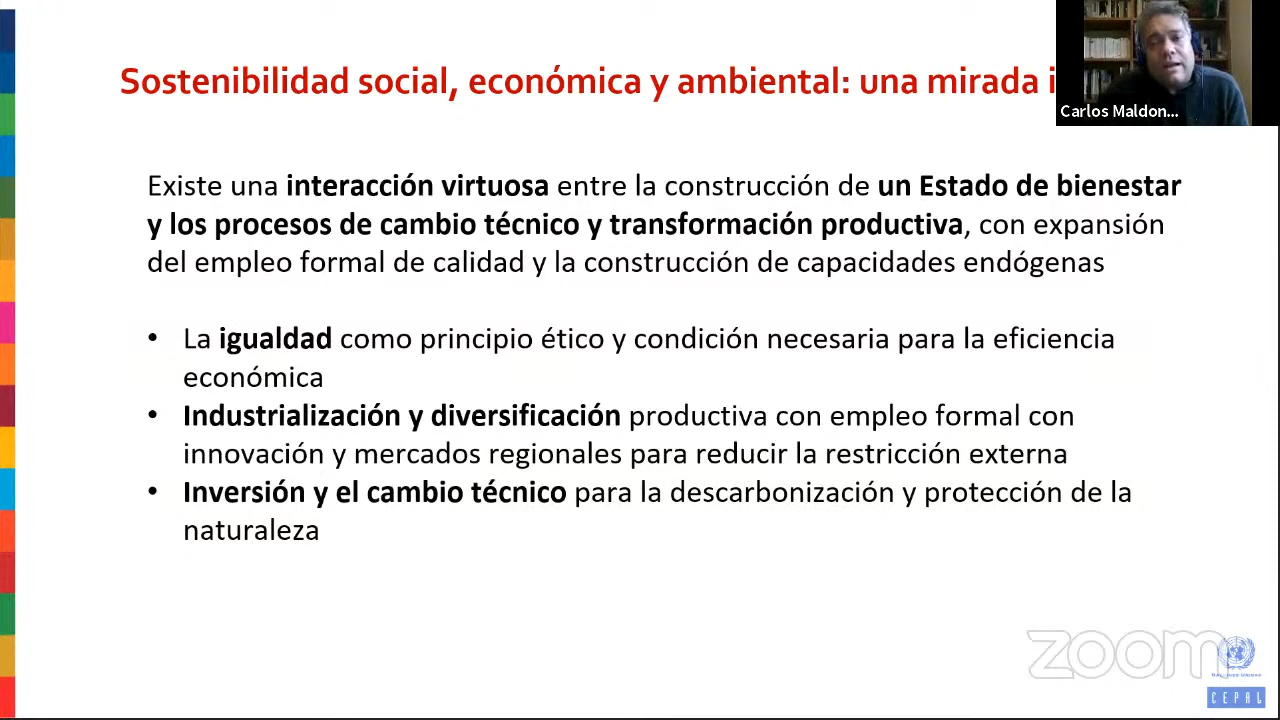 Sostenibilidad social, económica y ambiental: una mirada
Carlos Maldon...
Existe una interacción virtuosa entre la construcción de un Estado de bienestar
y los procesos de cambio técnico y transformación productiva, con expansión
del empleo formal de calidad y la construcción de capacidades endógenas
• La igualdad como principio ético y condición necesaria para la eficiencia
económica
• Industrialización y diversificación productiva con empleo formal con
innovación y mercados regionales para reducir la restricción externa
• Inversión y el cambio técnico para la descarbonización y protección de la
naturaleza
zoom
CEPAL